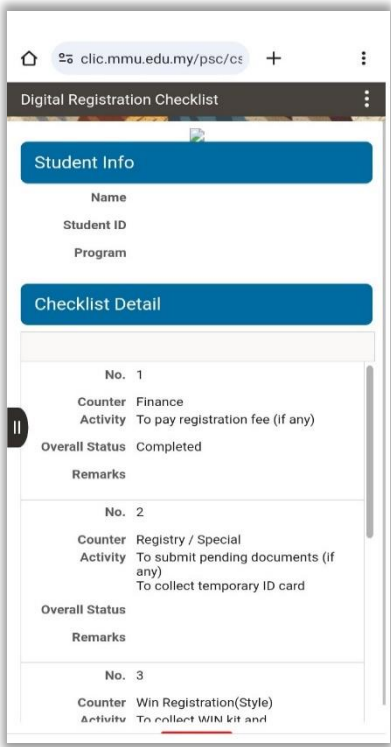 clic.mmu.edu.my/psc/cs
Digital Registration Checklist
Student Info
Name
Student ID
Program
Checklist Detail
No. 1
Counter Finance
Activity To pay registration fee (if any)
Overall Status Completed
Remarks
No. 2
Counter Registry / Special
Activity To submit pending documents (if
any)
To collect temporary ID card
Overall Status
Remarks
No. 3
Counter Win Registration(Style)
Activity To collect WIN kit and